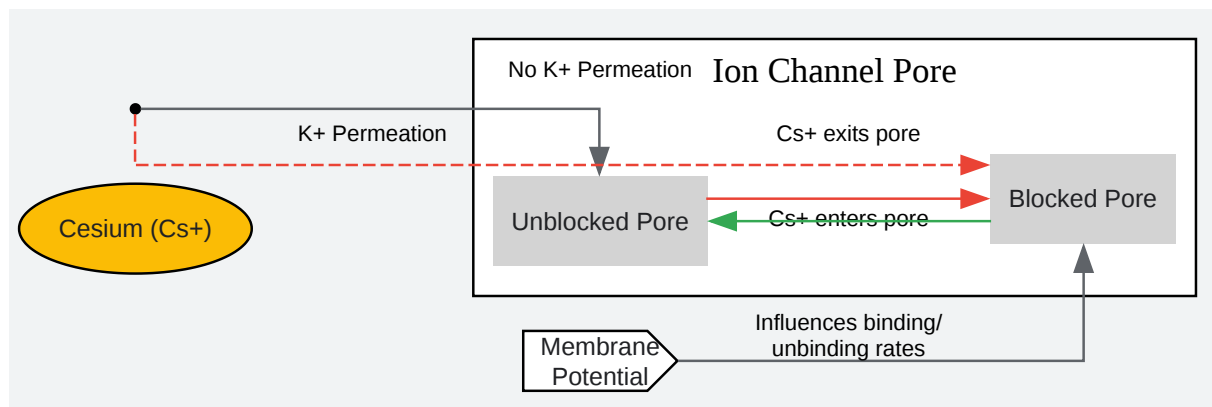 No K+ Permeation
Ion Channel Pore
K+ Permeation
Cs+ exits pore
Cesium (Cs+)
Unblocked Pore
Cs+ enters pore
Blocked Pore
Influences binding/
unbinding rates
Membrane
Potential